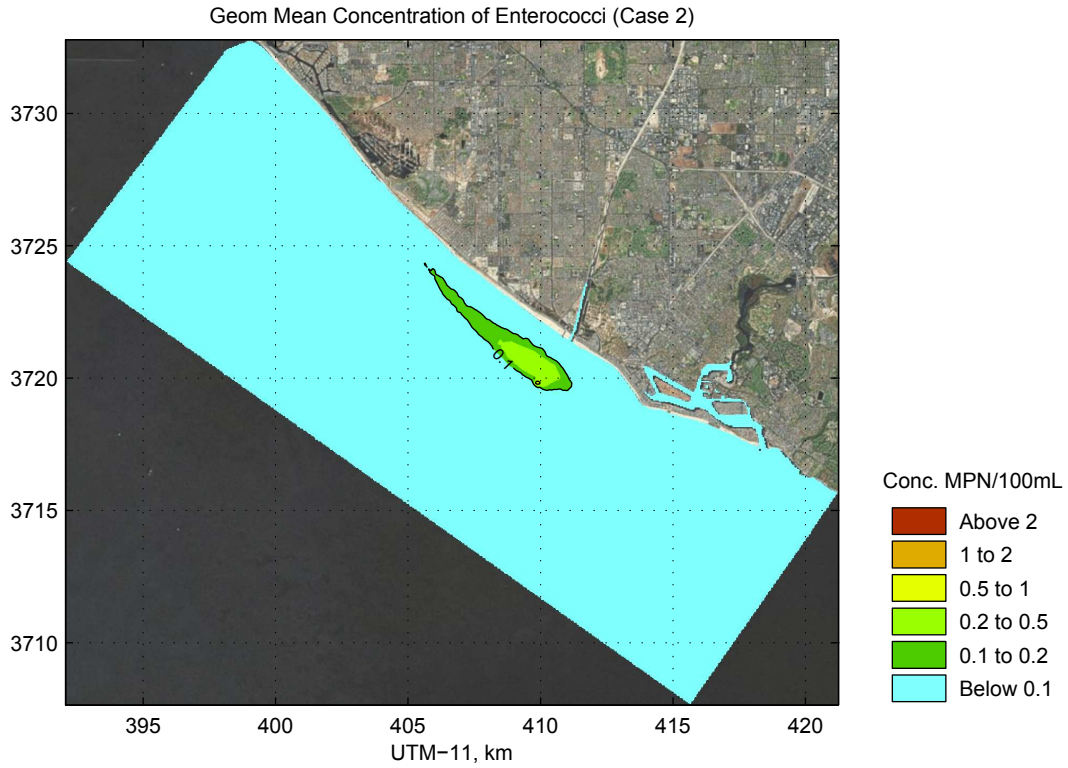 Geom Mean Concentration of Enterococci (Case 2)
3730
3725
3720
3715
3710
0.1
395
400
405
410
415
420
UTM−11, km
Conc. MPN/100mL
Above 2
1 to 2
0.5 to 1
0.2 to 0.5
0.1 to 0.2
Below 0.1